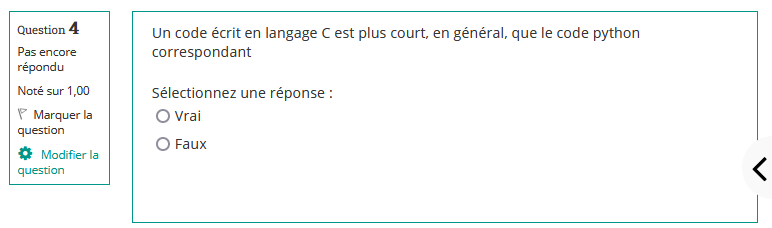 Question 4
Pas encore
répondu
Noté sur 1,00
Marquer la
question
Modifier la
question
Un code écrit en langage C est plus court, en général, que le code python
correspondant
Sélectionnez une réponse :
Vrai
Faux